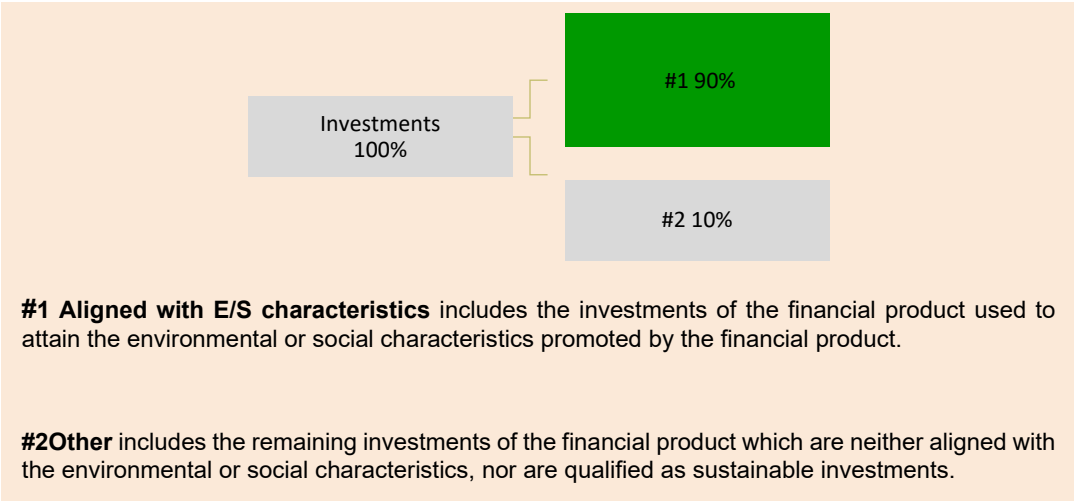 #1 90%
Investments
100%
#2 10%
#1 Aligned with E/S characteristics includes the investments of the financial product used to
attain the environmental or social characteristics promoted by the financial product.
#2Other includes the remaining investments of the financial product which are neither aligned with
the environmental or social characteristics, nor are qualified as sustainable investments.